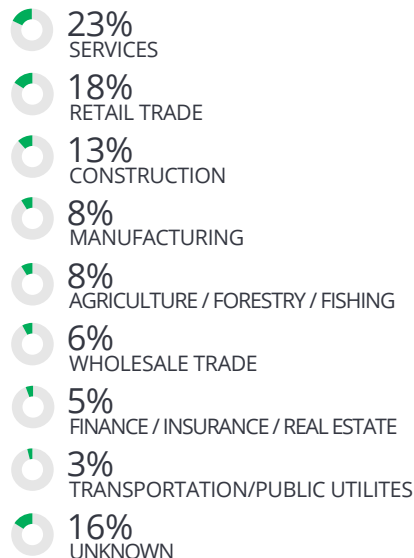 23%
SERVICES
18%
RETAIL TRADE
13%
CONSTRUCTION
8%
MANUFACTURING
8%
AGRICULTURE / FORESTRY / FISHING
6%
WHOLESALE TRADE
5%
FINANCE / INSURANCE / REAL ESTATE
3%
TRANSPORTATION/PUBLIC UTILITES
16%
UNKNOWN